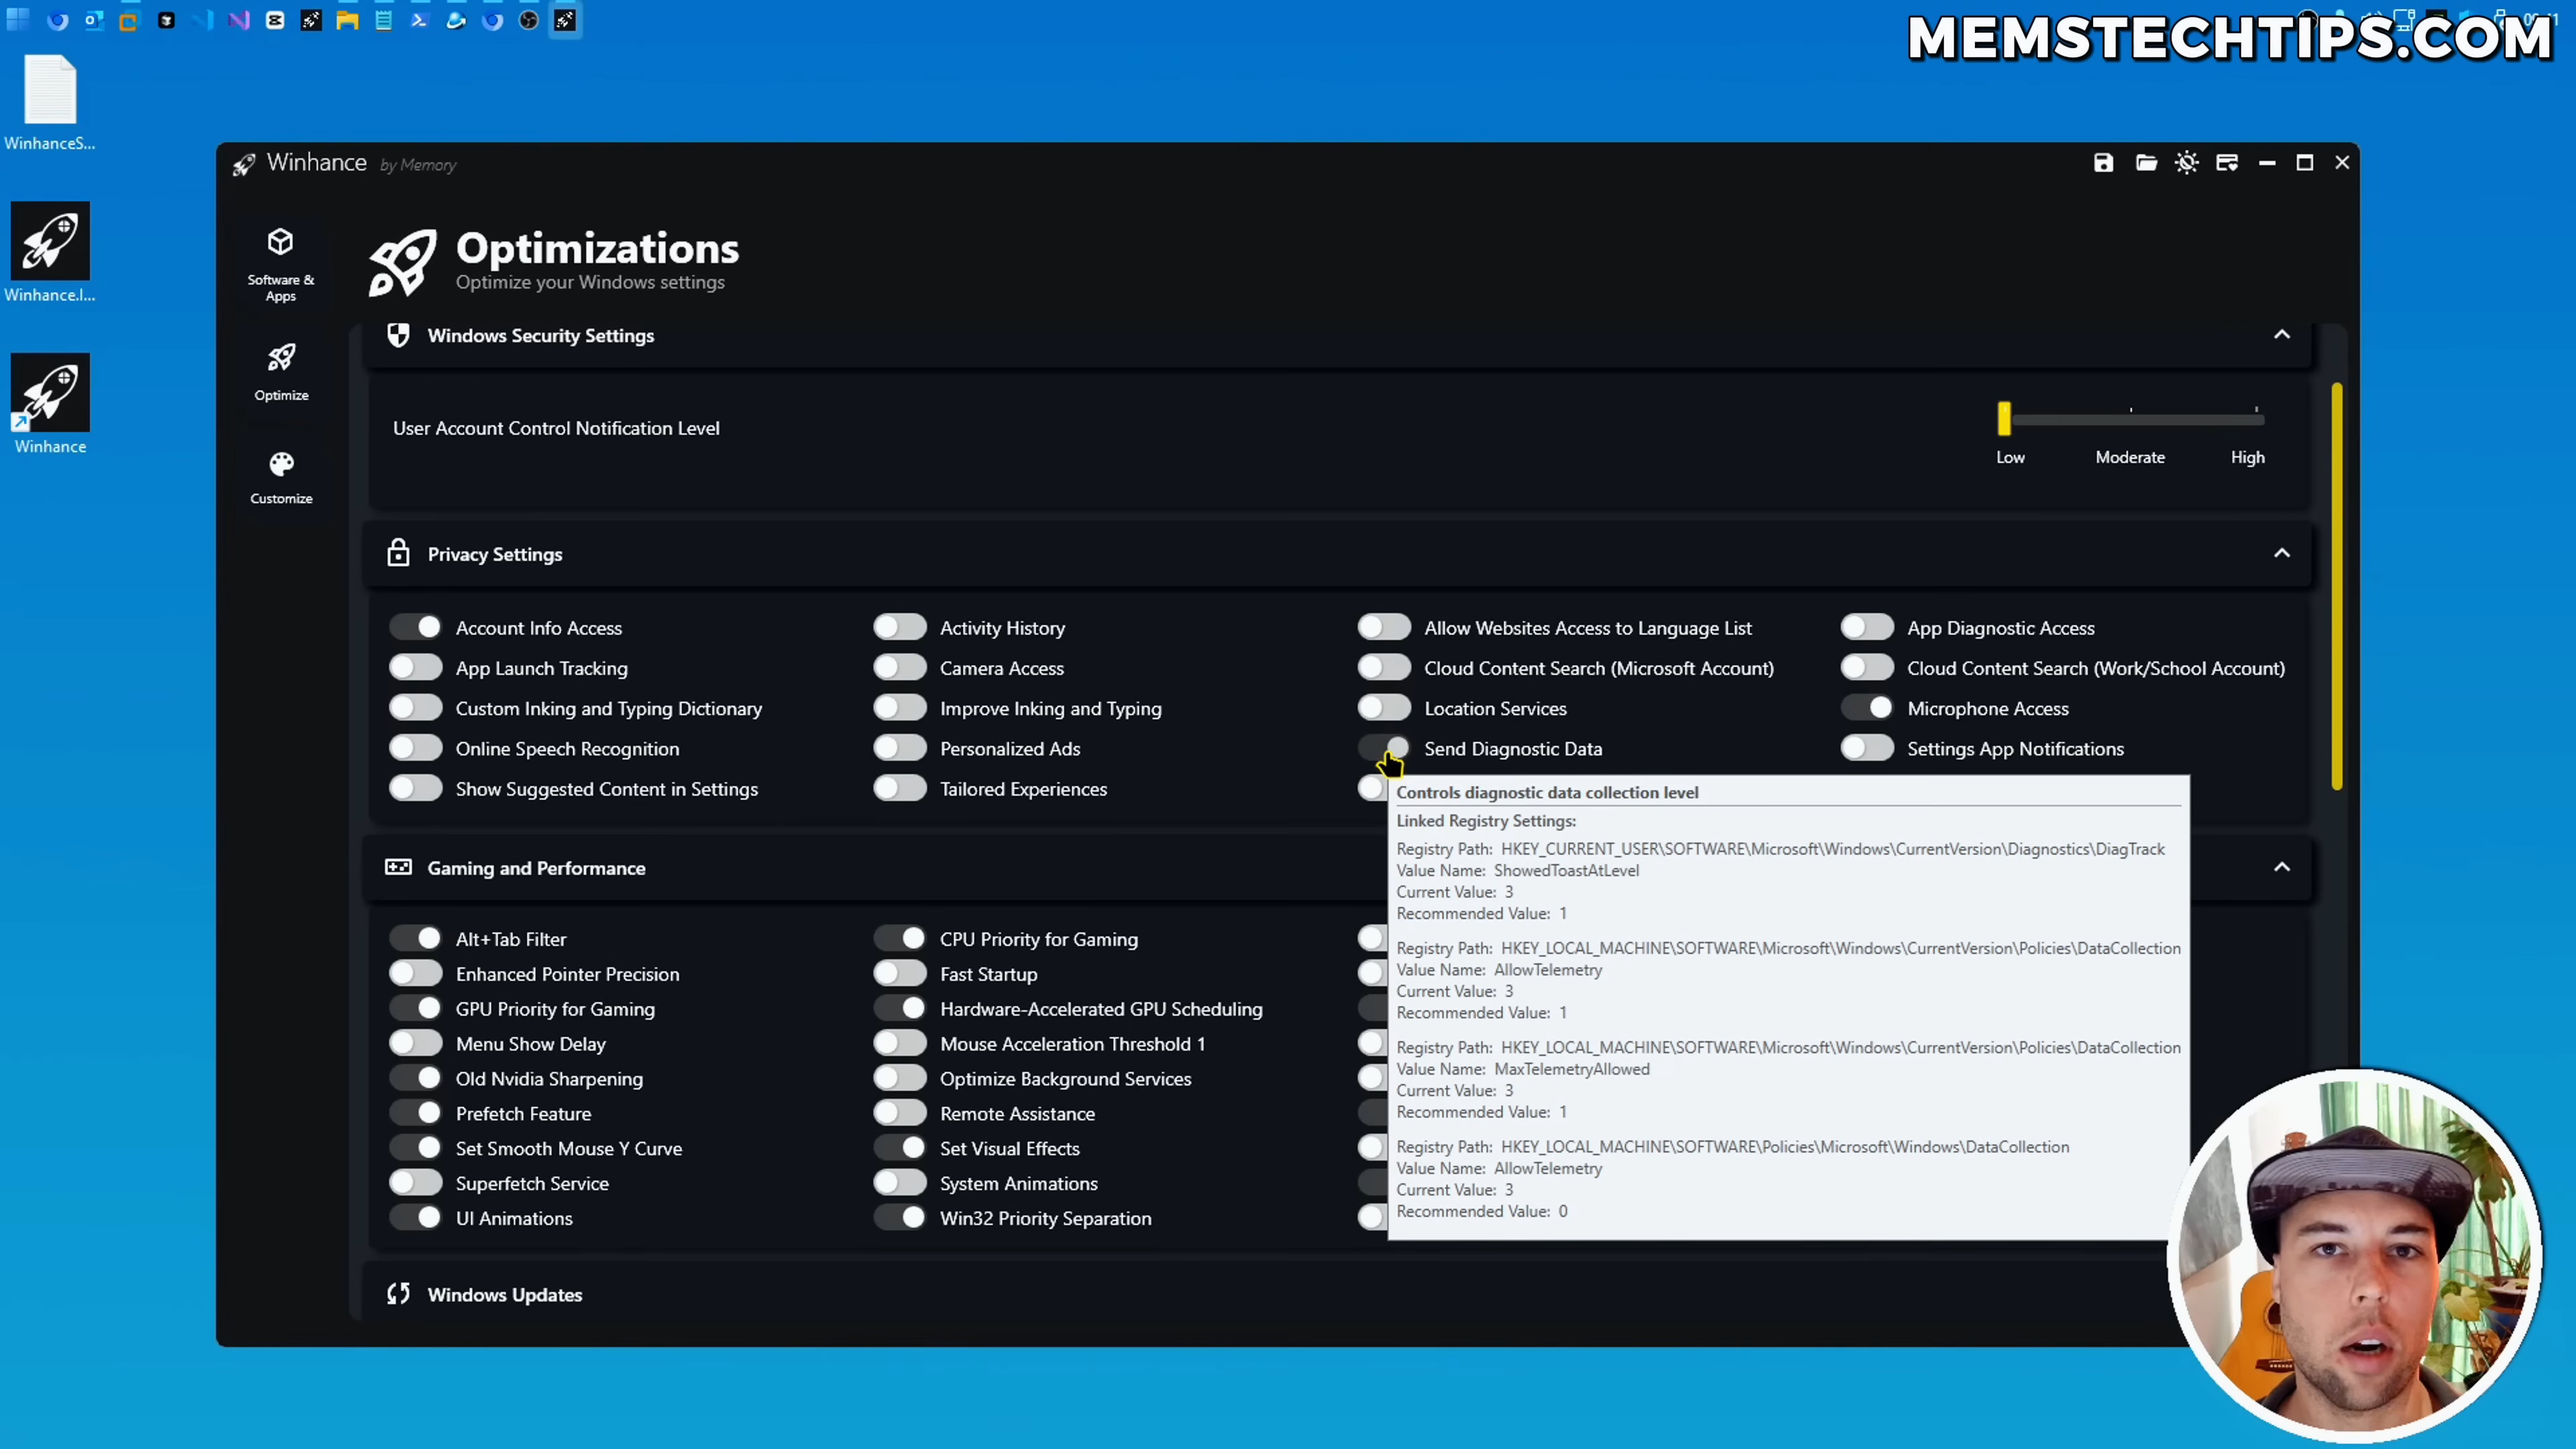 MEMSTECHTIPS.COM
WinhanceS...
Winhance.l...
Winhance
Winhance by Memory
Software &
Apps
Optimize
Customize
Optimizations
Optimize your Windows settings
Windows Security Settings
User Account Control Notification Level
Low Moderate High
Privacy Settings
Account Info Access Activity History Allow Websites Access to Language List App Diagnostic Access
App Launch Tracking Camera Access Cloud Content Search (Microsoft Account) Cloud Content Search (Work/School Account)
Custom Inking and Typing Dictionary Improve Inking and Typing Location Services Microphone Access
Online Speech Recognition Personalized Ads Send Diagnostic Data Settings App Notifications
Show Suggested Content in Settings Tailored Experiences
Controls diagnostic data collection level
Linked Registry Settings:
Registry Path: HKEY_CURRENT_USER\SOFTWARE\Microsoft\Windows\CurrentVersion\Diagnostics\DiagTrack
Value Name: ShowedToastAtLevel
Current Value: 3
Recommended Value: 1
Registry Path: HKEY_LOCAL_MACHINE\SOFTWARE\Microsoft\Windows\CurrentVersion\Policies\DataCollection
Value Name: AllowTelemetry
Current Value: 3
Recommended Value: 1
Registry Path: HKEY_LOCAL_MACHINE\SOFTWARE\Microsoft\Windows\CurrentVersion\Policies\DataCollection
Value Name: MaxTelemetryAllowed
Current Value: 3
Recommended Value: 1
Registry Path: HKEY_LOCAL_MACHINE\SOFTWARE\Policies\Microsoft\Windows\DataCollection
Value Name: AllowTelemetry
Current Value: 3
Recommended Value: 0
Gaming and Performance
Alt+Tab Filter CPU Priority for Gaming
Enhanced Pointer Precision Fast Startup
GPU Priority for Gaming Hardware-Accelerated GPU Scheduling
Menu Show Delay Mouse Acceleration Threshold 1
Old Nvidia Sharpening Optimize Background Services
Prefetch Feature Remote Assistance
Set Smooth Mouse Y Curve Set Visual Effects
Superfetch Service System Animations
UI Animations Win32 Priority Separation
Windows Updates